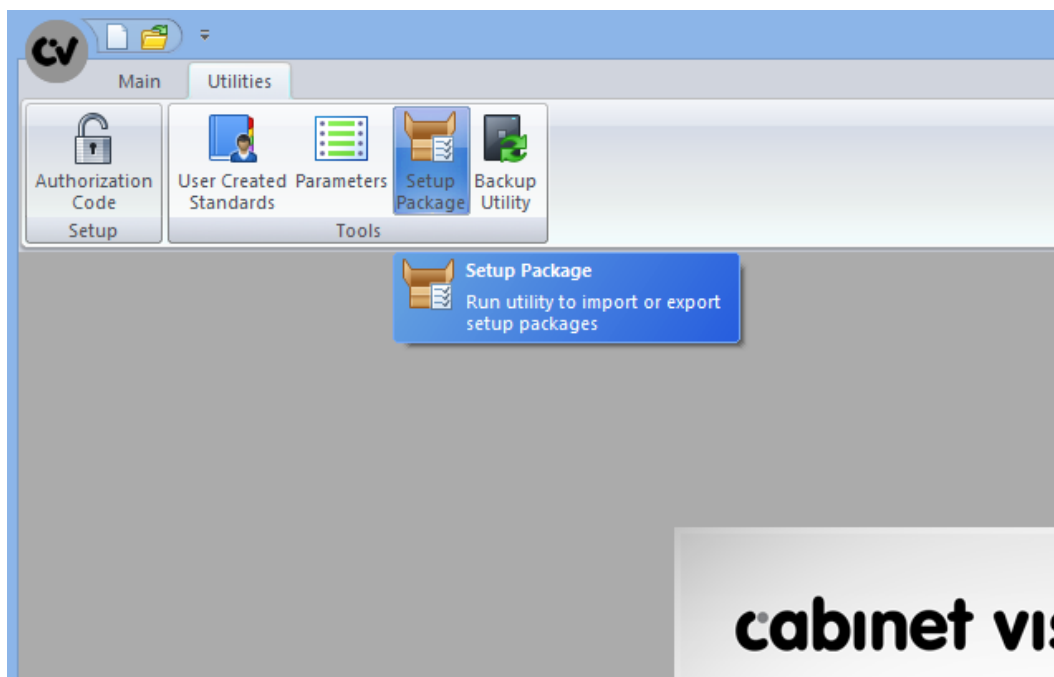 CV
Main Utilities
Authorization
Code
User Created
Standards
Parameters
Setup
Package
Backup
Utility
Setup Tools
Setup Package
Run utility to import or export
setup packages
cabinet vis